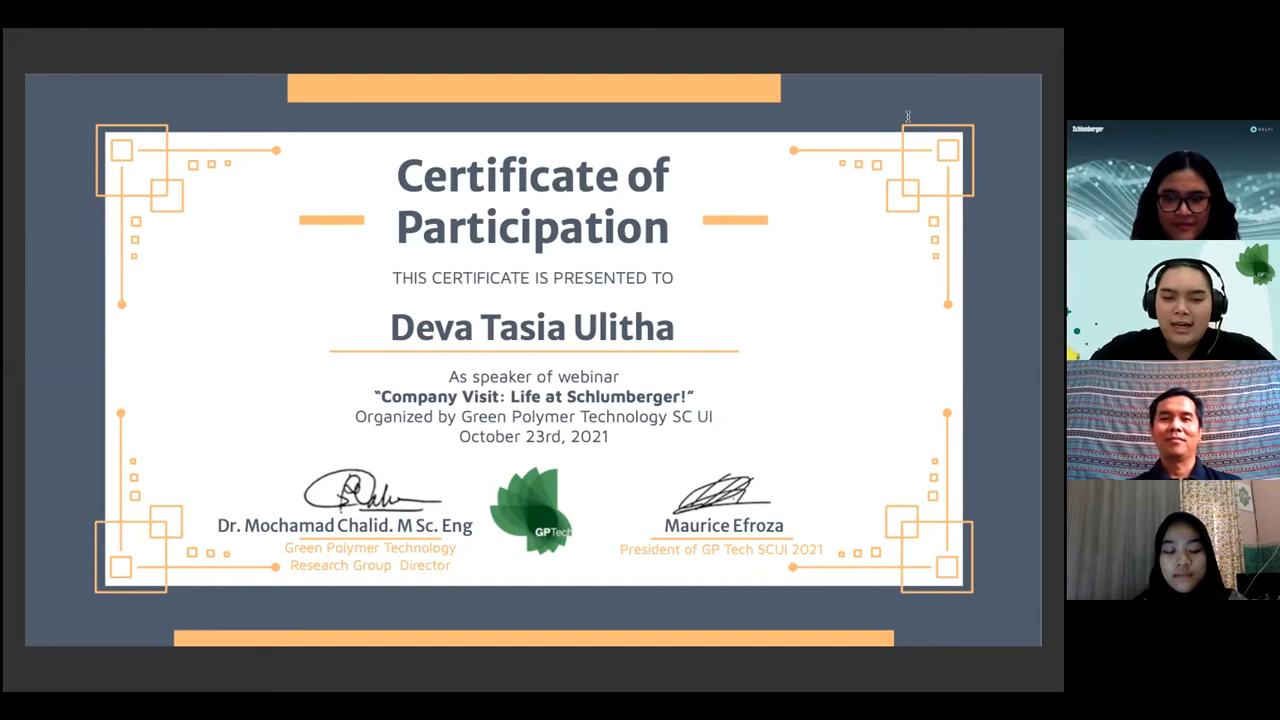 Certificate of
Participation
THIS CERTIFICATE IS PRESENTED TO
Deva Tasia Ulitha
As speaker of webinar
“Company Visit: Life at Schlumberger!”
Organized by Green Polymer Technology SC UI
October 23rd, 2021
Dr. Mochamad Chalid. M Sc. Eng
Green Polymer Technology
Research Group Director
GPTech
Maurice Efroza
President of GP Tech SCUI 2021
Schlumberger
DELFI
GPT